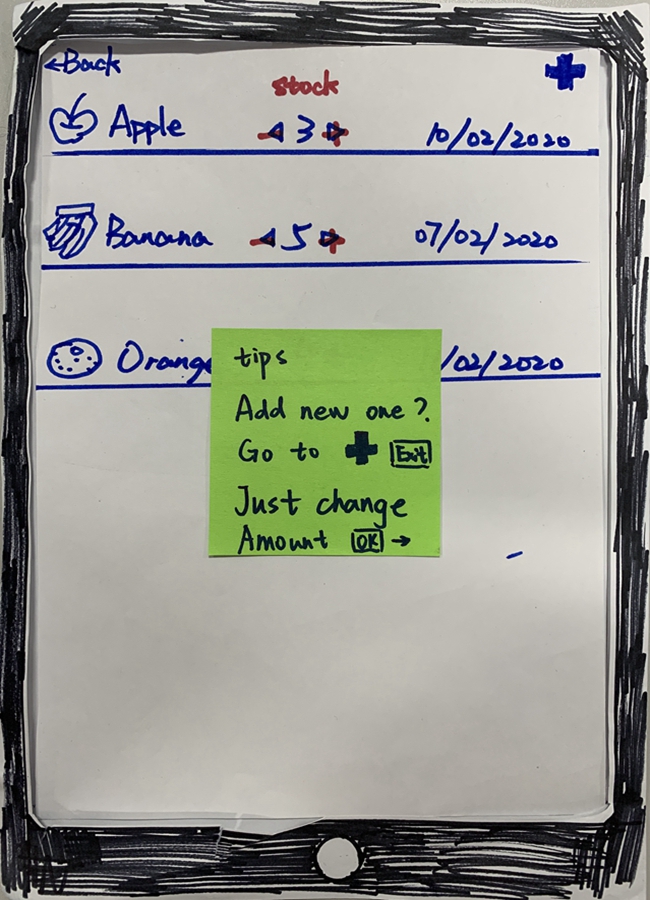 ←Back
stock
Apple 3 10/02/2020
Banana 5 07/02/2020
Orange /02/2020
tips
Add new one?
Go to + Exit
Just change
Amount OK →